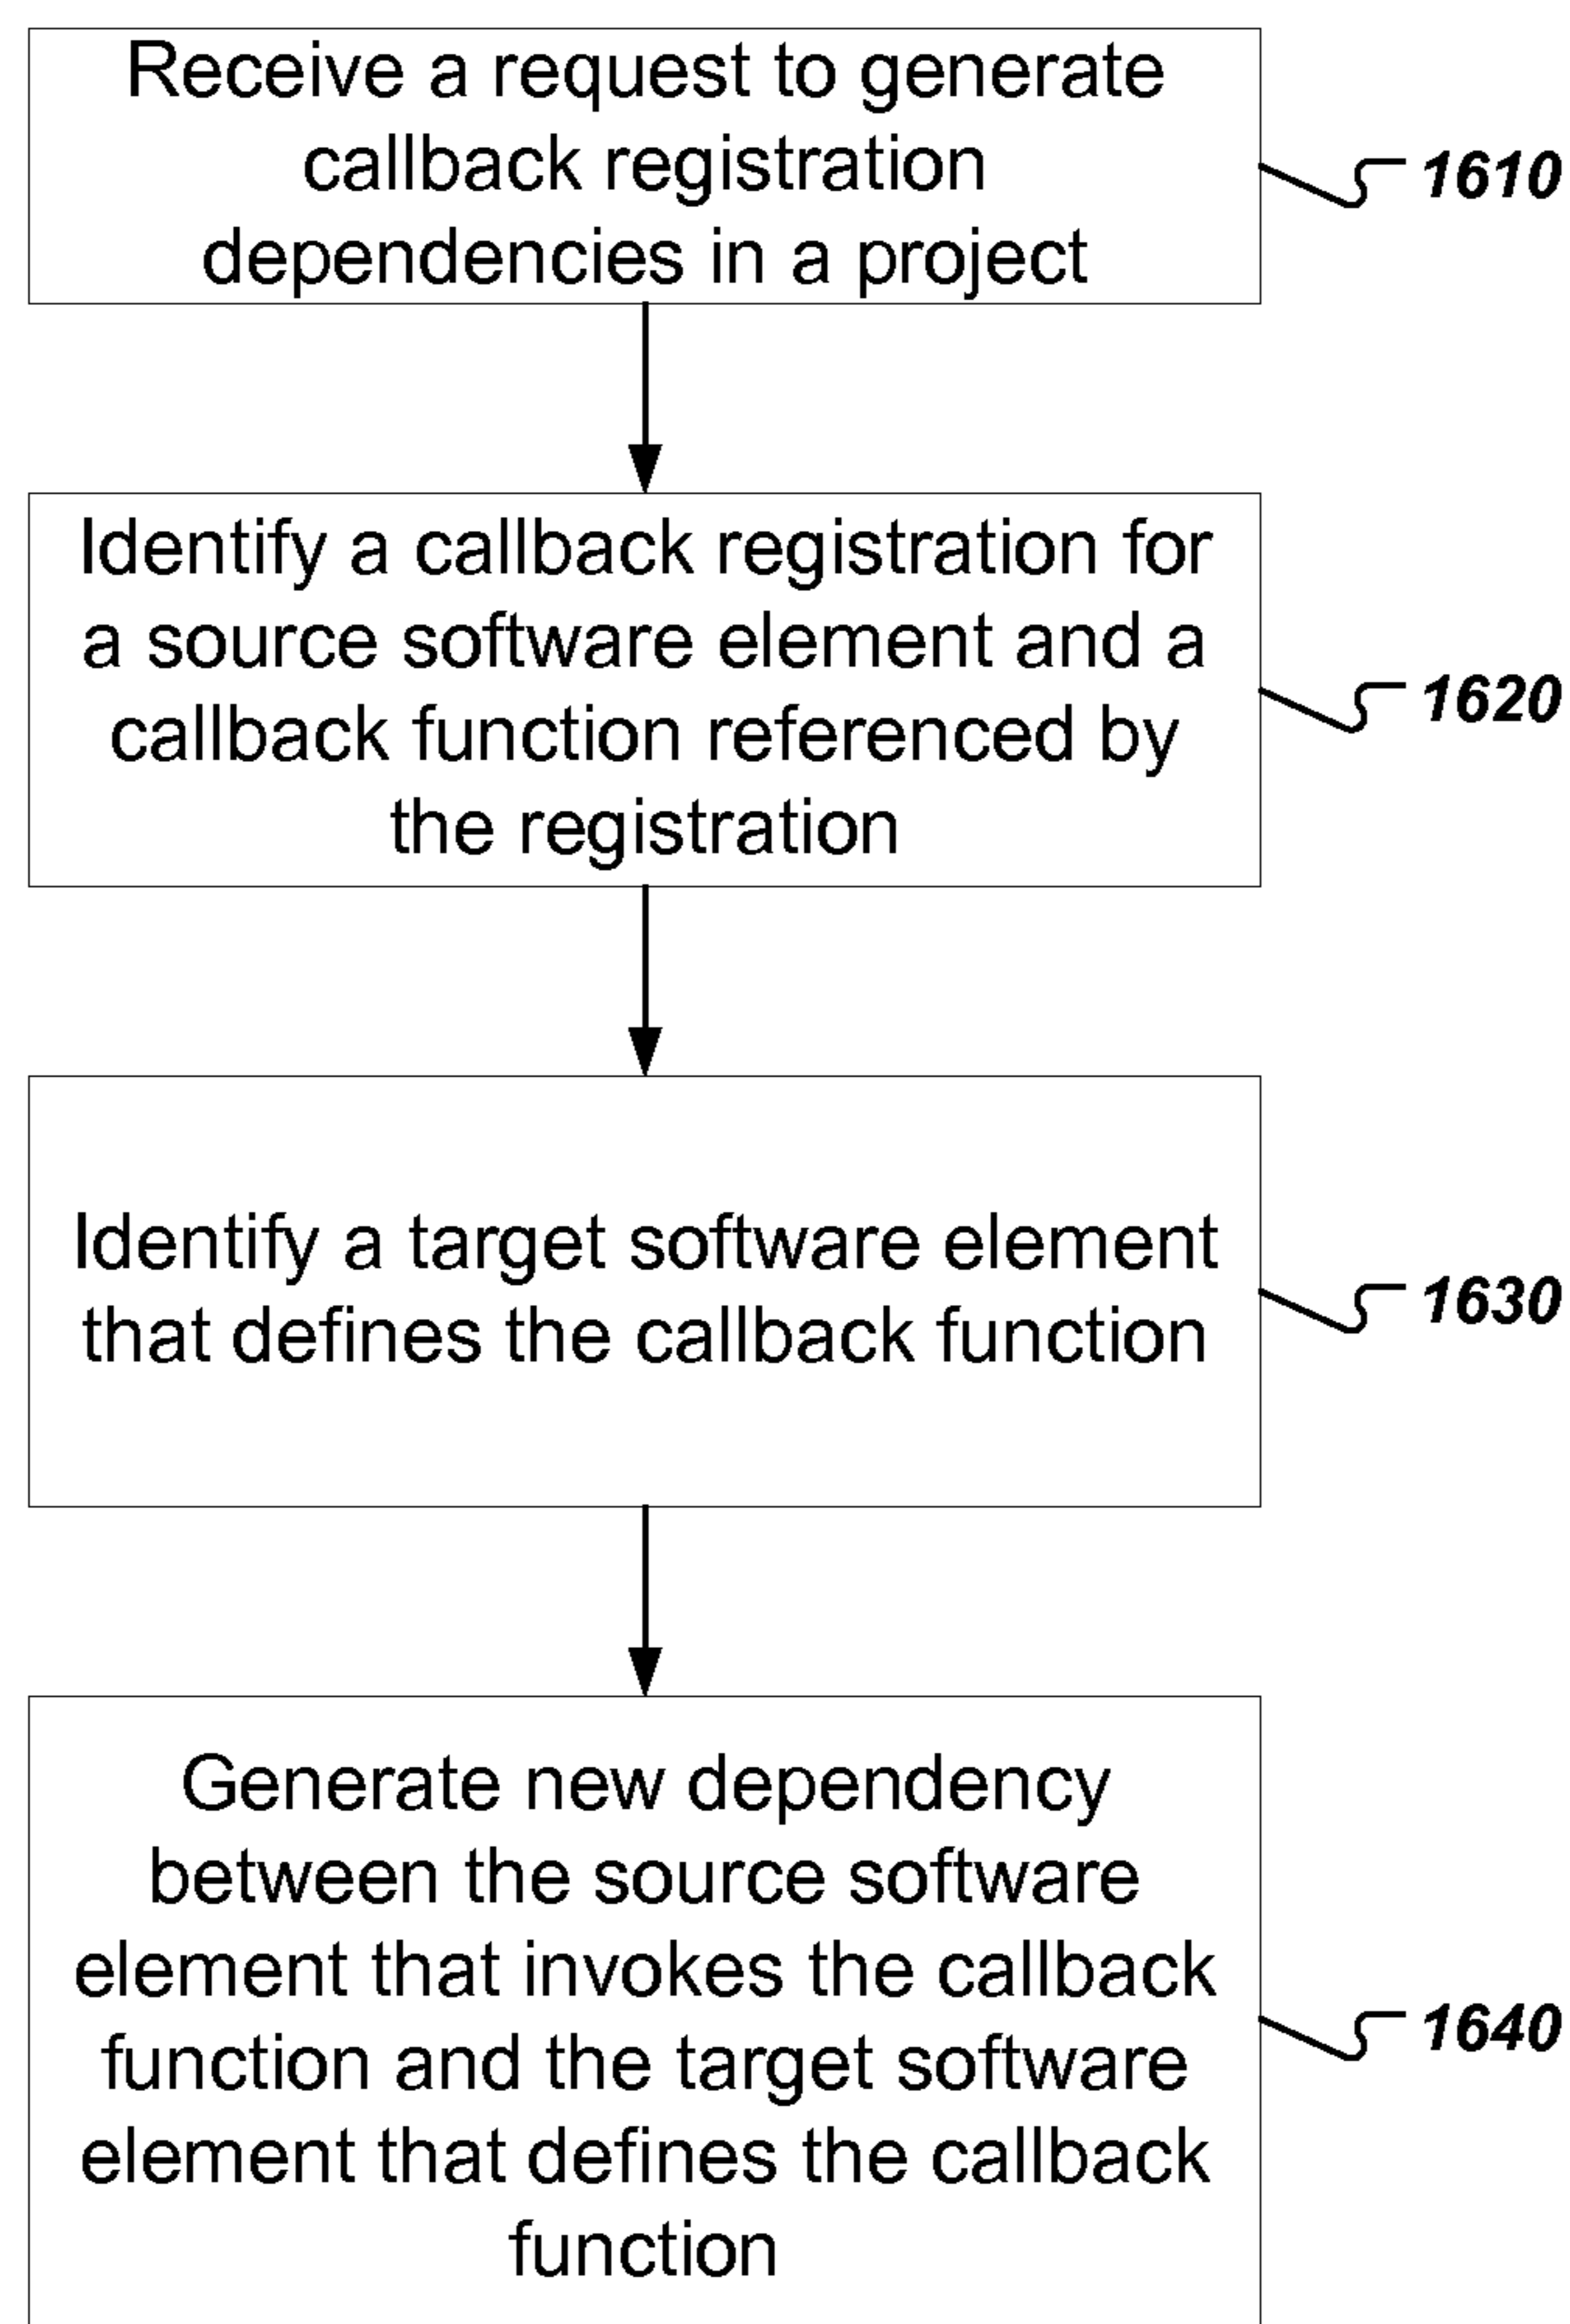 Receive a request to generate
callback registration
dependencies in a project
1610
Identify a callback registration for
a source software element and a
callback function referenced by
the registration
1620
Identify a target software element
that defines the callback function
1630
Generate new dependency
between the source software
element that invokes the callback
function and the target software
element that defines the callback
function
1640